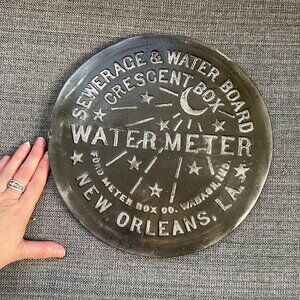 SEWERAGE & WATER BOARD
CRESCENT BOX
WATER METER
FORD METER BOX CO. WABASH, IND.
NEW ORLEANS, LA.